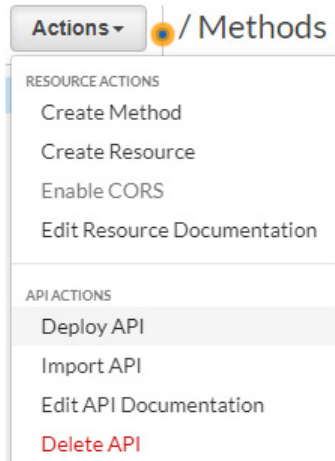 Actions / Methods
RESOURCE ACTIONS
Create Method
Create Resource
Enable CORS
Edit Resource Documentation
API ACTIONS
Deploy API
Import API
Edit API Documentation
Delete API